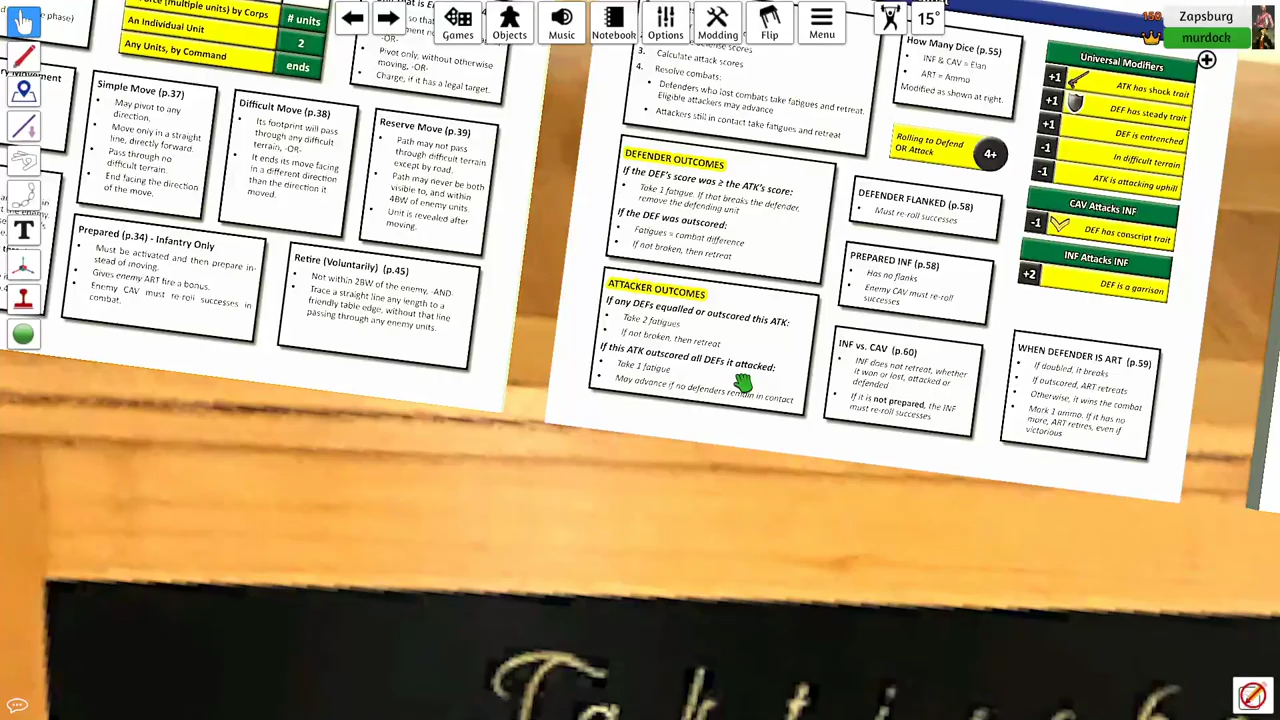 Games
Objects
Music
Notebook
Options
Modding
Flip
Menu
15°
158
Zapsburg
murdock
(multiple units) by Corps
An Individual Unit
Any Units, by Command
# units
2
ends
-OR-
Pivot only, without otherwise
moving, -OR-
Charge, if it has a legal target.
Simple Move (p.37)
May pivot to any
direction.
Move only in a straight
line, directly forward.
Pass through no
difficult terrain.
End facing the direction
of the move.
Difficult Move (p.38)
Its footprint will pass
through any difficult
terrain, -OR-
It ends its move facing
in a different direction
than the direction it
moved.
Reserve Move (p.39)
Path may not pass
through difficult terrain
except by road.
Path may never be both
visible to, and within
4BW of enemy units.
Unit is revealed after
moving.
Prepared (p.34) - Infantry Only
Must be activated and then prepare in-
stead of moving.
Gives enemy ART fire a bonus.
Enemy CAV must re-roll successes in
combat.
Retire (Voluntarily) (p.45)
Not within 2BW of the enemy, -AND-
Trace a straight line any length to a
friendly table edge, without that line
passing through any enemy units.
3. Calculate attack scores
4. Resolve combats:
Defenders who lost combats take fatigues and retreat.
Eligible attackers may advance
Attackers still in contact take fatigues and retreat
DEFENDER OUTCOMES
If the DEF's score was ≥ the ATK's score:
Take 1 fatigue. If that breaks the defender,
remove the defending unit
If the DEF was outscored:
Fatigues = combat difference
If not broken, then retreat
ATTACKER OUTCOMES
If any DEFs equalled or outscored this ATK:
Take 2 fatigues
If not broken, then retreat
If this ATK outscored all DEFs it attacked:
Take 1 fatigue
May advance if no defenders remain in contact
How Many Dice (p.55)
INF & CAV = Elan
ART = Ammo
Modified as shown at right.
Rolling to Defend
OR Attack
4+
DEFENDER FLANKED (p.58)
Must re-roll successes
PREPARED INF (p.58)
Has no flanks
Enemy CAV must re-roll
successes
INF vs. CAV (p.60)
INF does not retreat, whether
it won or lost, attacked or
defended
If it is not prepared, the INF
must re-roll successes
Universal Modifiers
+1 ATK has shock trait
+1 DEF has steady trait
+1 DEF is entrenched
-1 In difficult terrain
-1 ATK is attacking uphill
CAV Attacks INF
-1 DEF has conscript trait
INF Attacks INF
+2 DEF is a garrison
WHEN DEFENDER IS ART (p.59)
If doubled, it breaks
If outscored, ART retreats
Otherwise, it wins the combat
Mark 1 ammo. If it has no
more, ART retires, even if
victorious